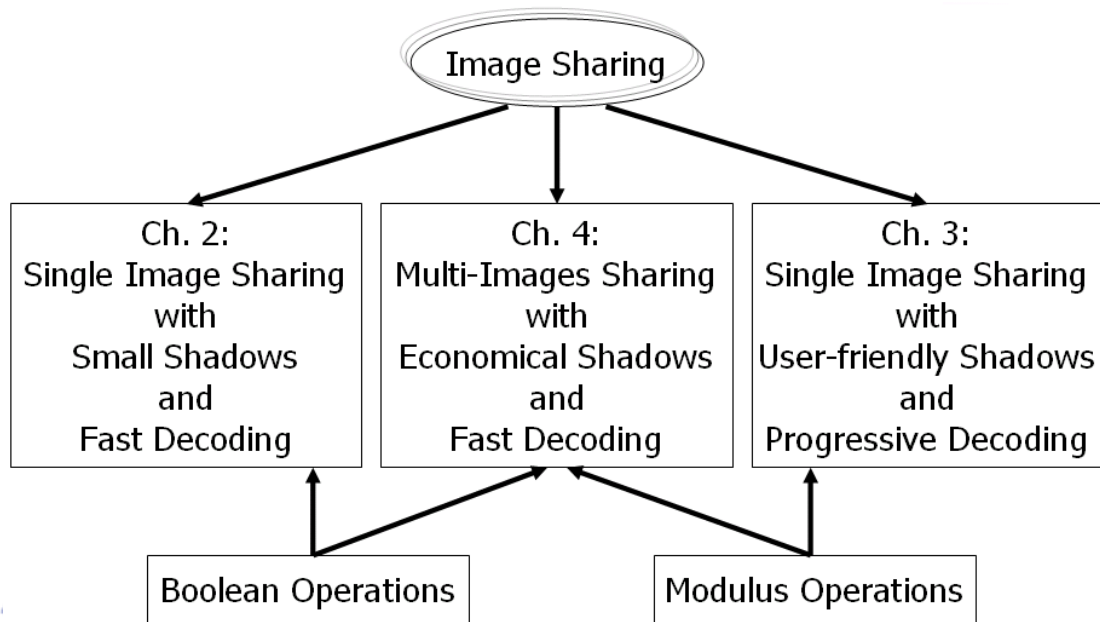 Image Sharing
Ch. 2:
Single Image Sharing
with
Small Shadows
and
Fast Decoding
Ch. 4:
Multi-Images Sharing
with
Economical Shadows
and
Fast Decoding
Ch. 3:
Single Image Sharing
with
User-friendly Shadows
and
Progressive Decoding
Boolean Operations
Modulus Operations